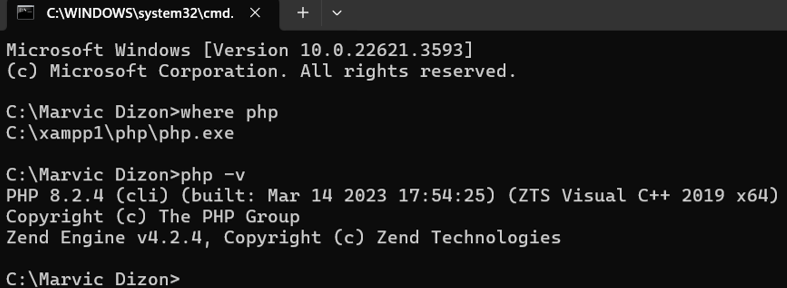 C:\WINDOWS\system32\cmd.
Microsoft Windows [Version 10.0.22621.3593]
(c) Microsoft Corporation. All rights reserved.
C:\Marvic Dizon>where php
C:\xampp1\php\php.exe
C:\Marvic Dizon>php -v
PHP 8.2.4 (cli) (built: Mar 14 2023 17:54:25) (ZTS Visual C++ 2019 x64)
Copyright (c) The PHP Group
Zend Engine v4.2.4, Copyright (c) Zend Technologies
C:\Marvic Dizon>